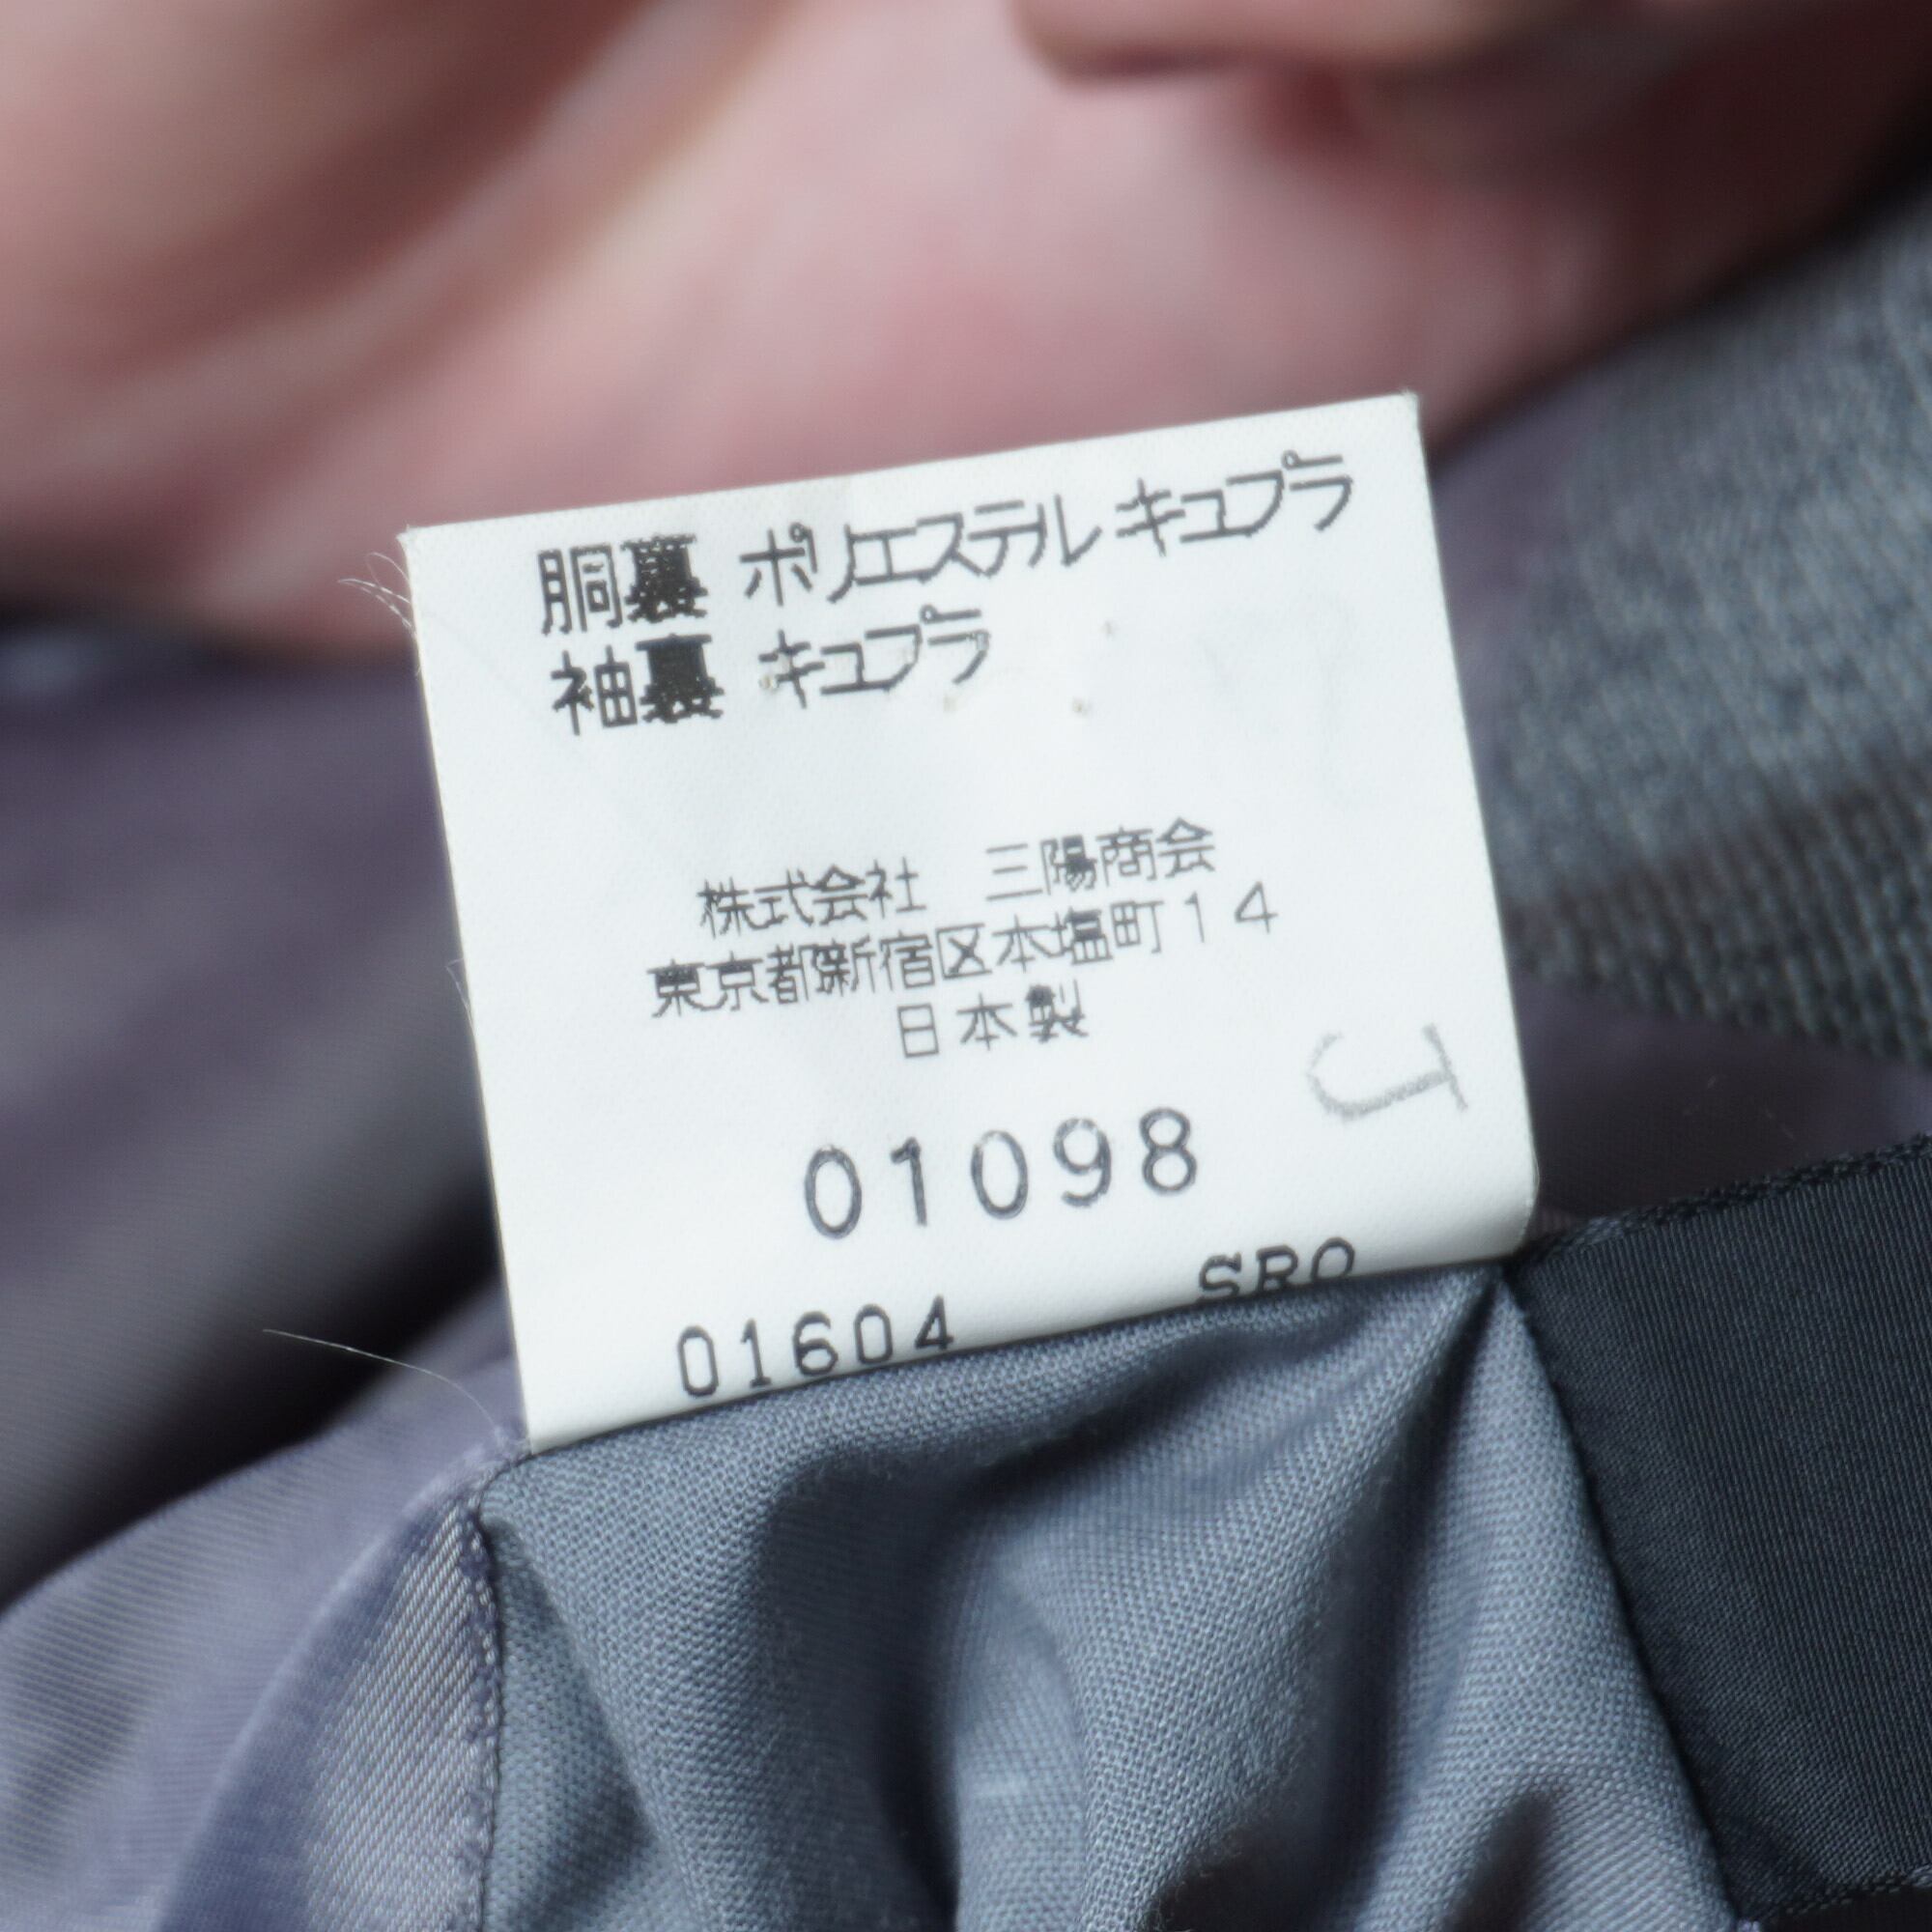 胴裏 ポリエステル キュプラ
袖裏 キュプラ
株式会社 三陽商会
東京都新宿区本塩町14
日本製
J
01098
SRO
01604